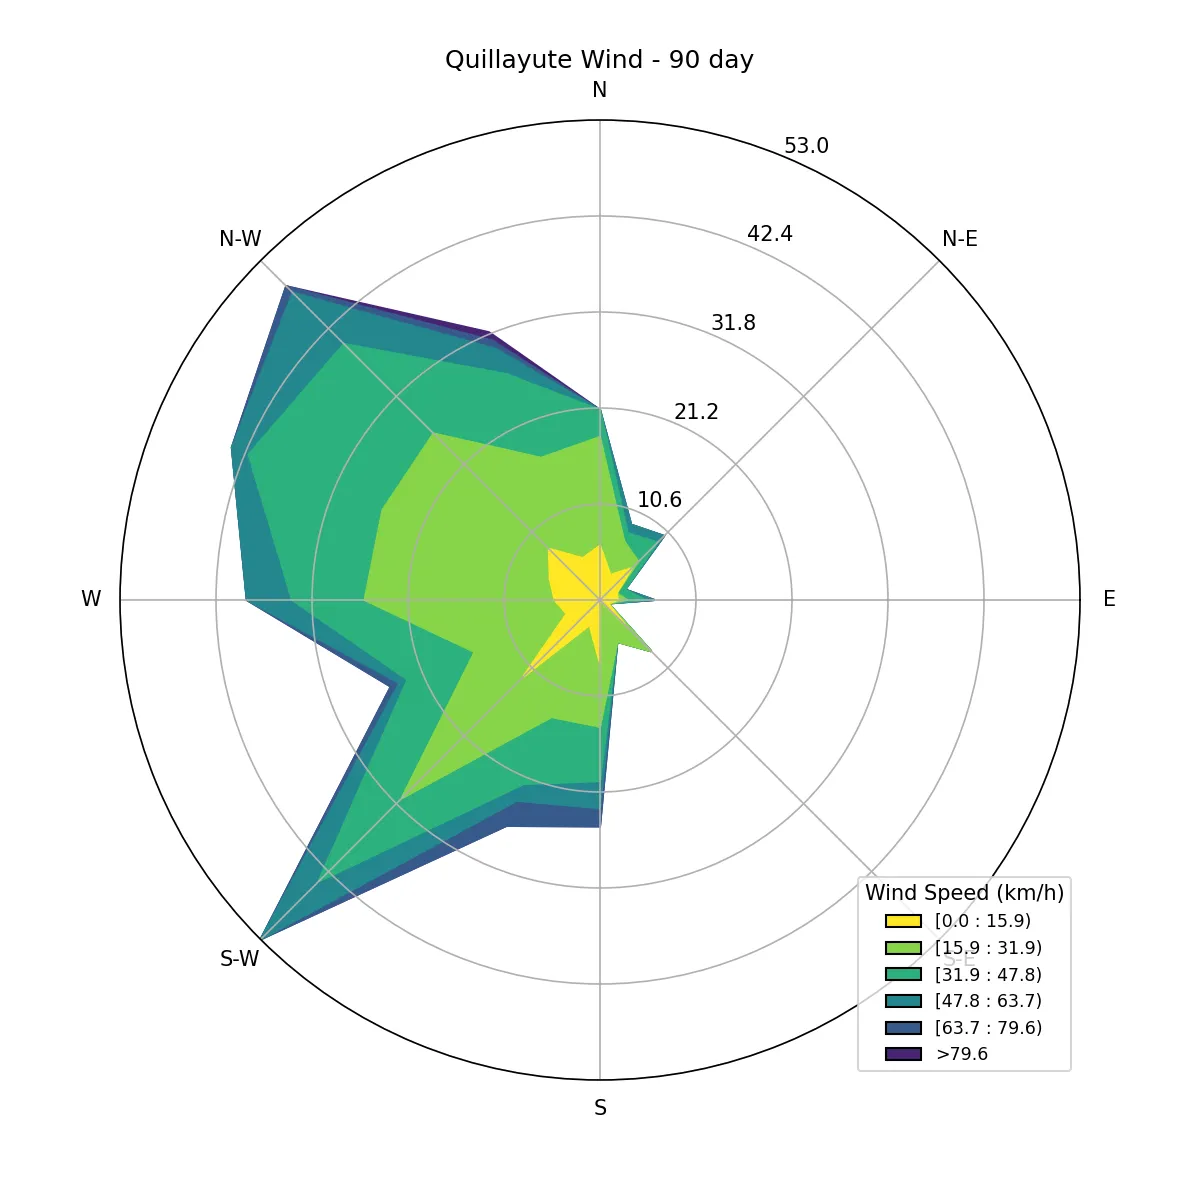 Quillayute Wind - 90 day
N
53.0
42.4
N-W
N-E
31.8
21.2
10.6
W
E
Wind Speed (km/h)
[0.0 : 15.9)
[15.9 : 31.9)
S-W
S-E
[31.9 : 47.8)
[47.8 : 63.7)
[63.7 : 79.6)
>79.6
S